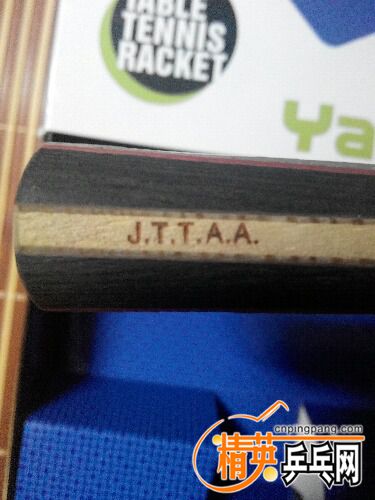 TABLE
TENNIS
RACKET
Ya
J.T.T.A.A.
cnpingpang.com
精英乒乓网